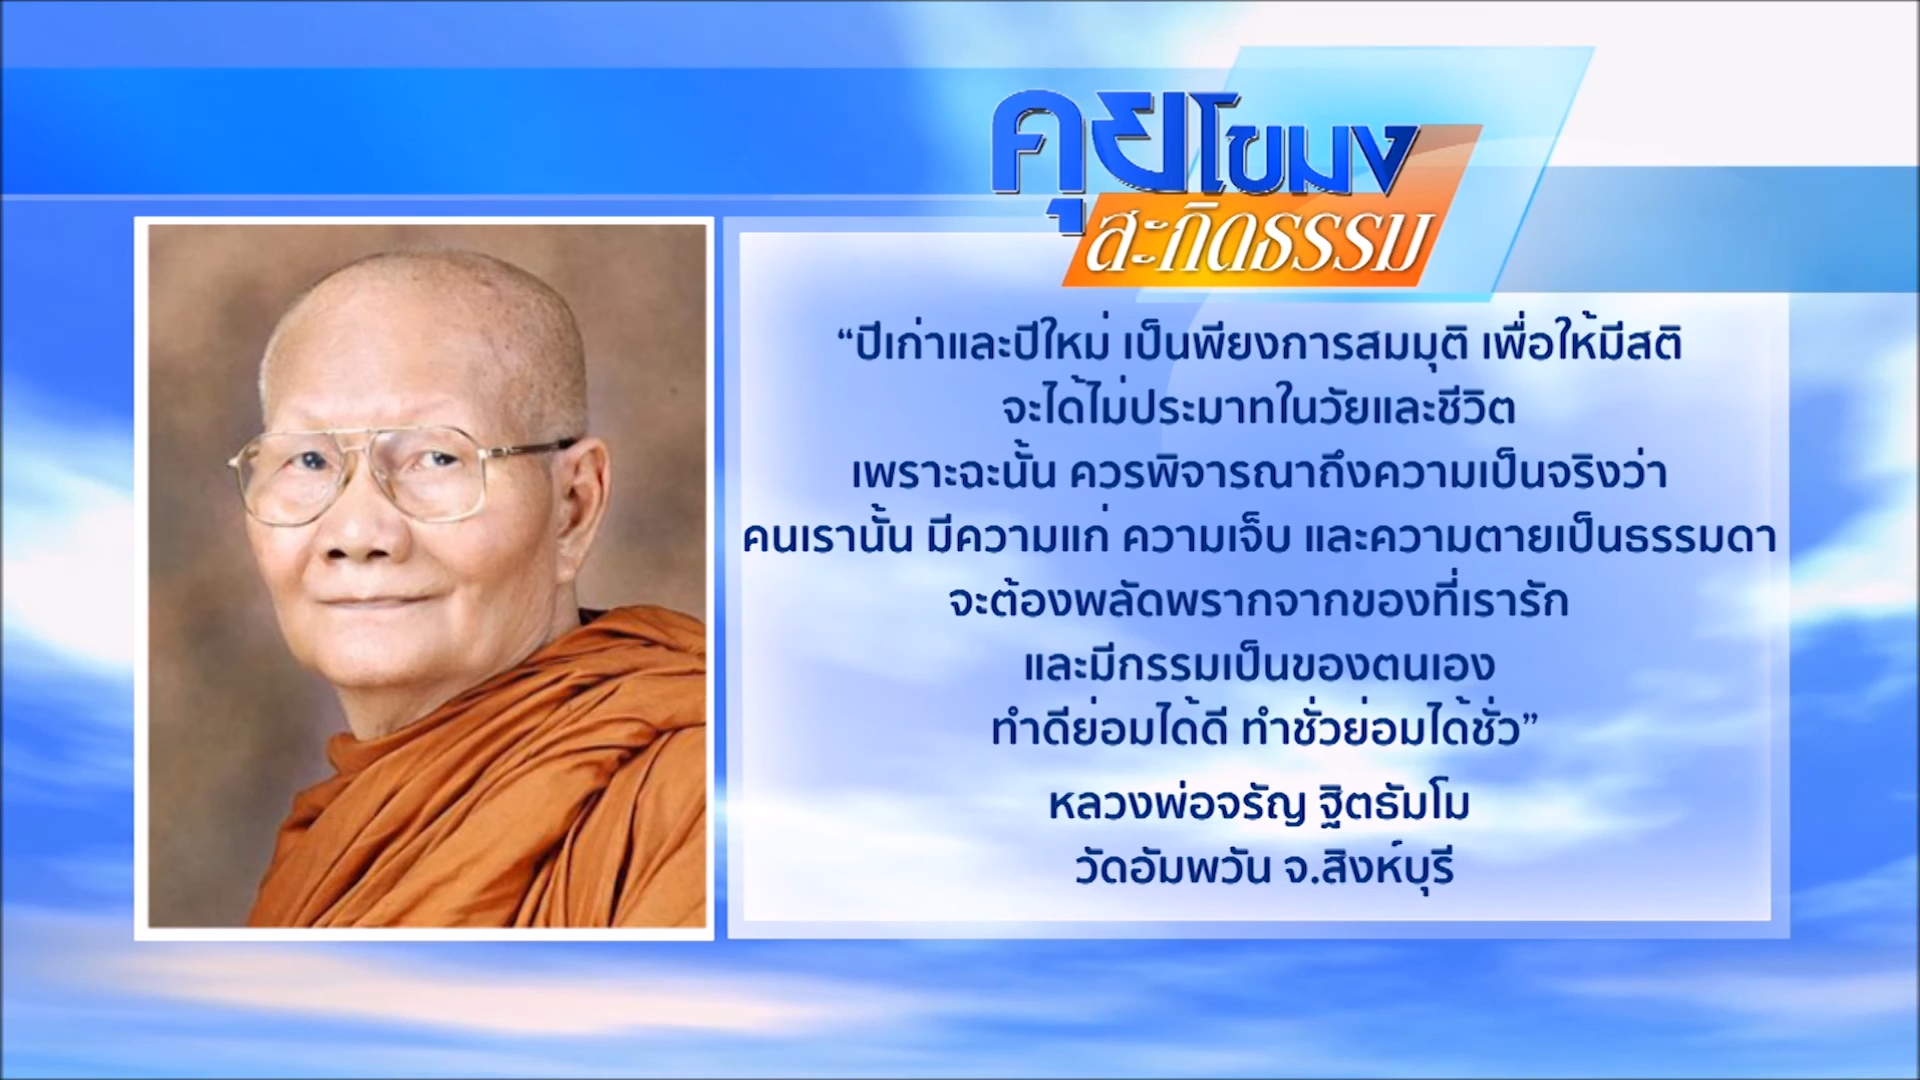 คุยโขมง
สะกิดธรรม
“ปีเก่าและปีใหม่ เป็นพียงการสมมุติ เพื่อให้มีสติ
จะได้ไม่ประมาทในวัยและชีวิต
เพราะฉะนั้น ควรพิจารณาถึงความเป็นจริงว่า
คนเรานั้น มีความแก่ ความเจ็บ และความตายเป็นธรรมดา
จะต้องพลัดพรากจากของที่เรารัก
และมีกรรมเป็นของตนเอง
ทำดีย่อมได้ดี ทำชั่วย่อมได้ชั่ว”
หลวงพ่อจรัญ ฐิตธัมโม
วัดอัมพวัน จ.สิงห์บุรี